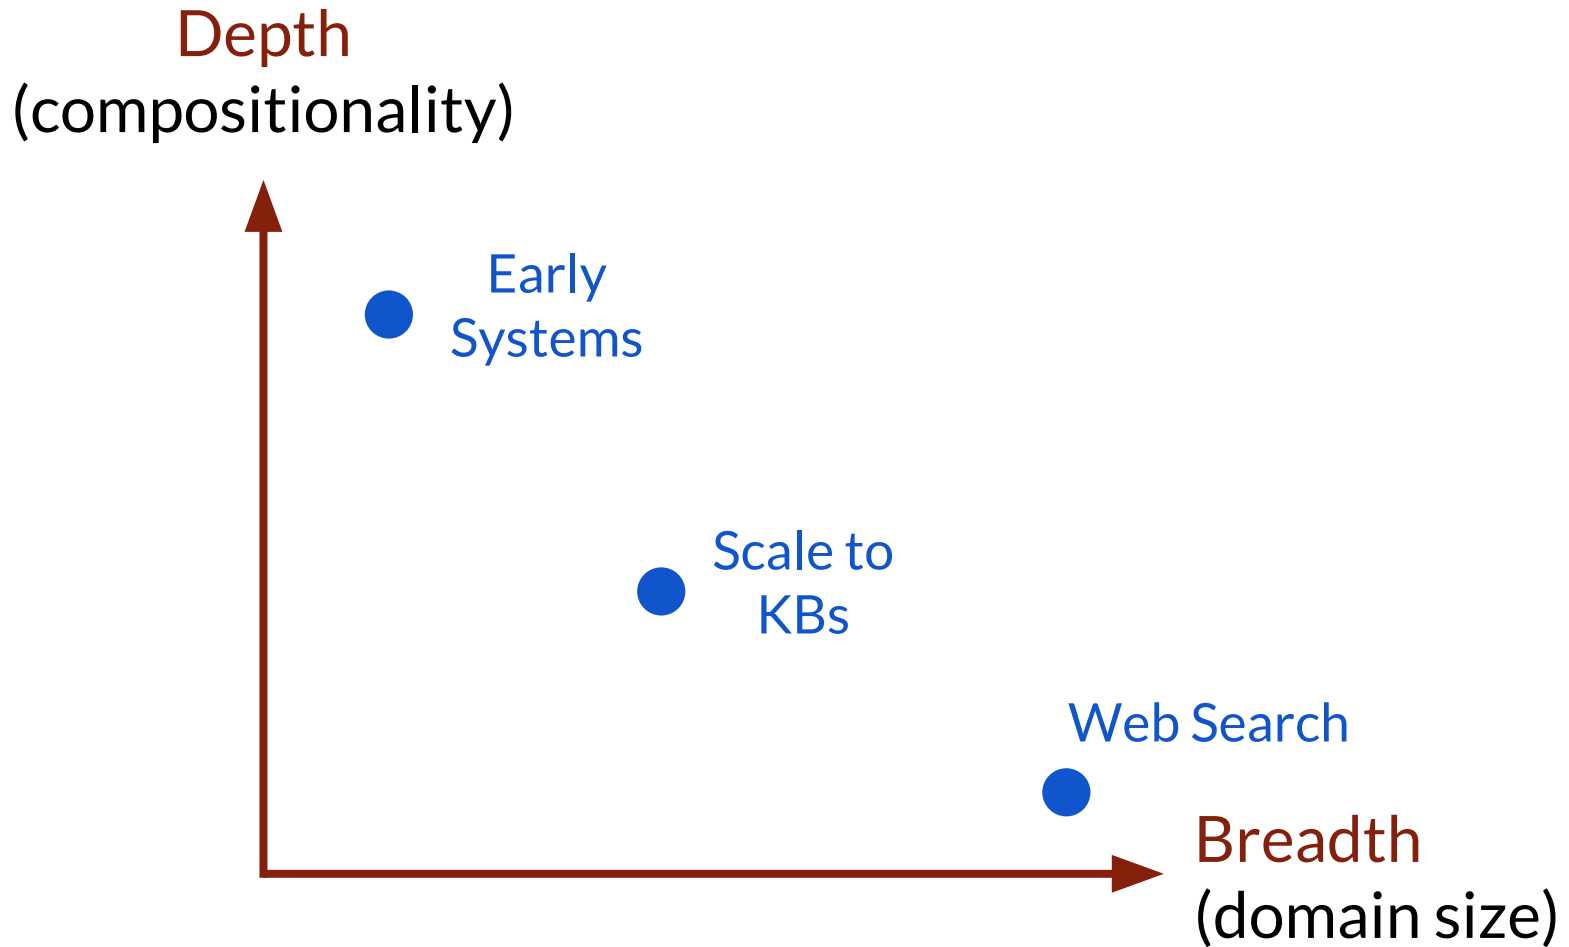 Depth
(compositionality)
Early
Systems
Scale to
KBs
Web Search
Breadth
(domain size)